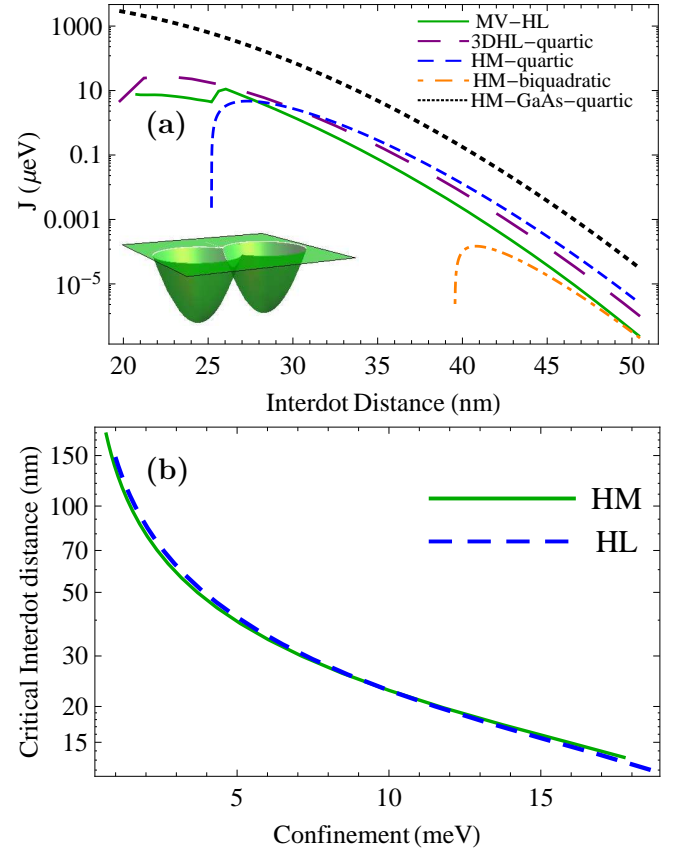 1000
10
0.1
0.001
10⁻⁵
J (μeV)
MV−HL
3DHL−quartic
HM−quartic
HM−biquadratic
HM−GaAs−quartic
(a)
20 25 30 35 40 45 50
Interdot Distance (nm)
150
100
70
50
30
20
15
Critical Interdot distance (nm)
(b)
HM
HL
5 10 15
Confinement (meV)